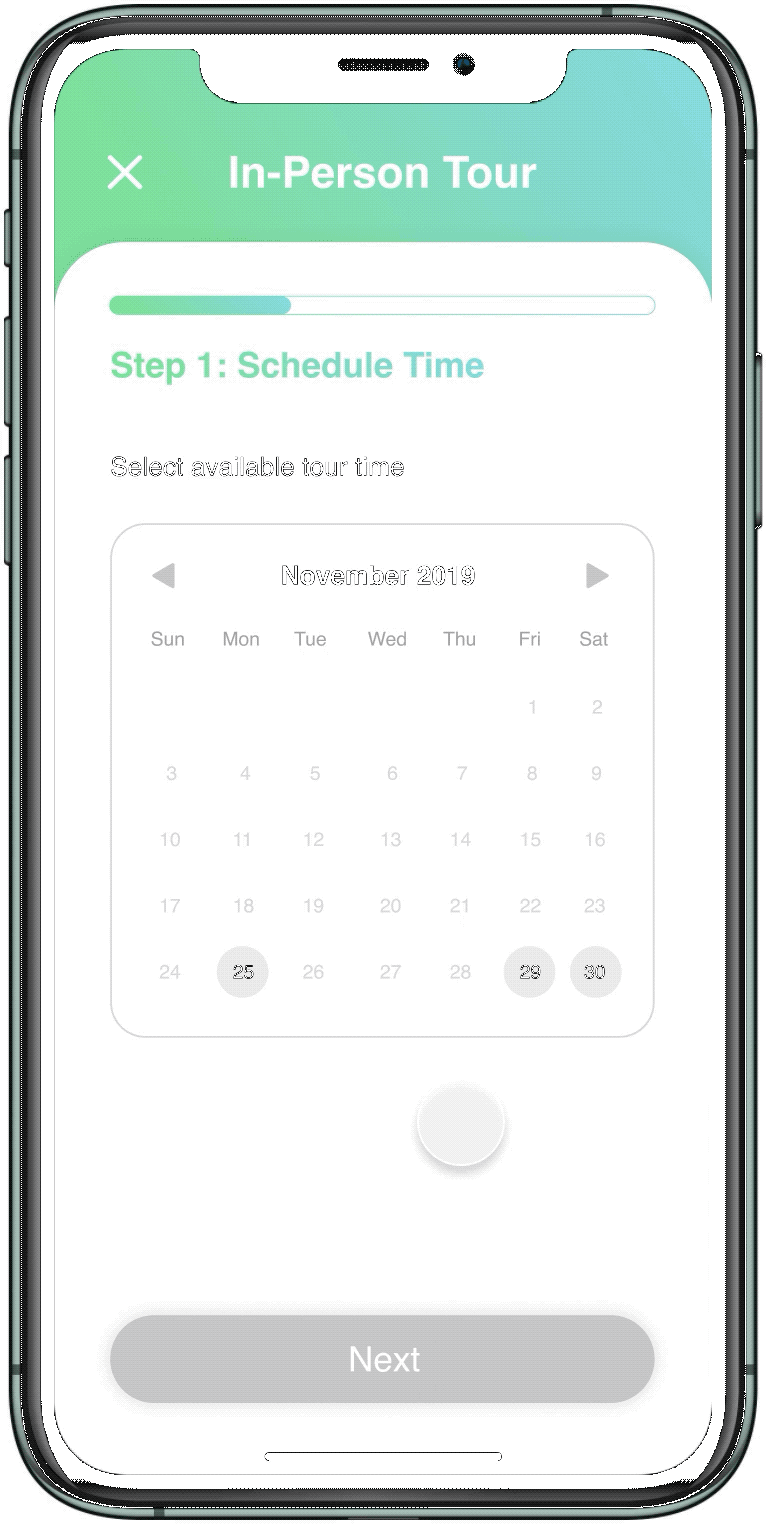 In-Person Tour
Step 1: Schedule Time
Select available tour time
November 2019
Sun Mon Tue Wed Thu Fri Sat
1 2
3 4 5 6 7 8 9
10 11 12 13 14 15 16
17 18 19 20 21 22 23
24 25 26 27 28 29 30
Next